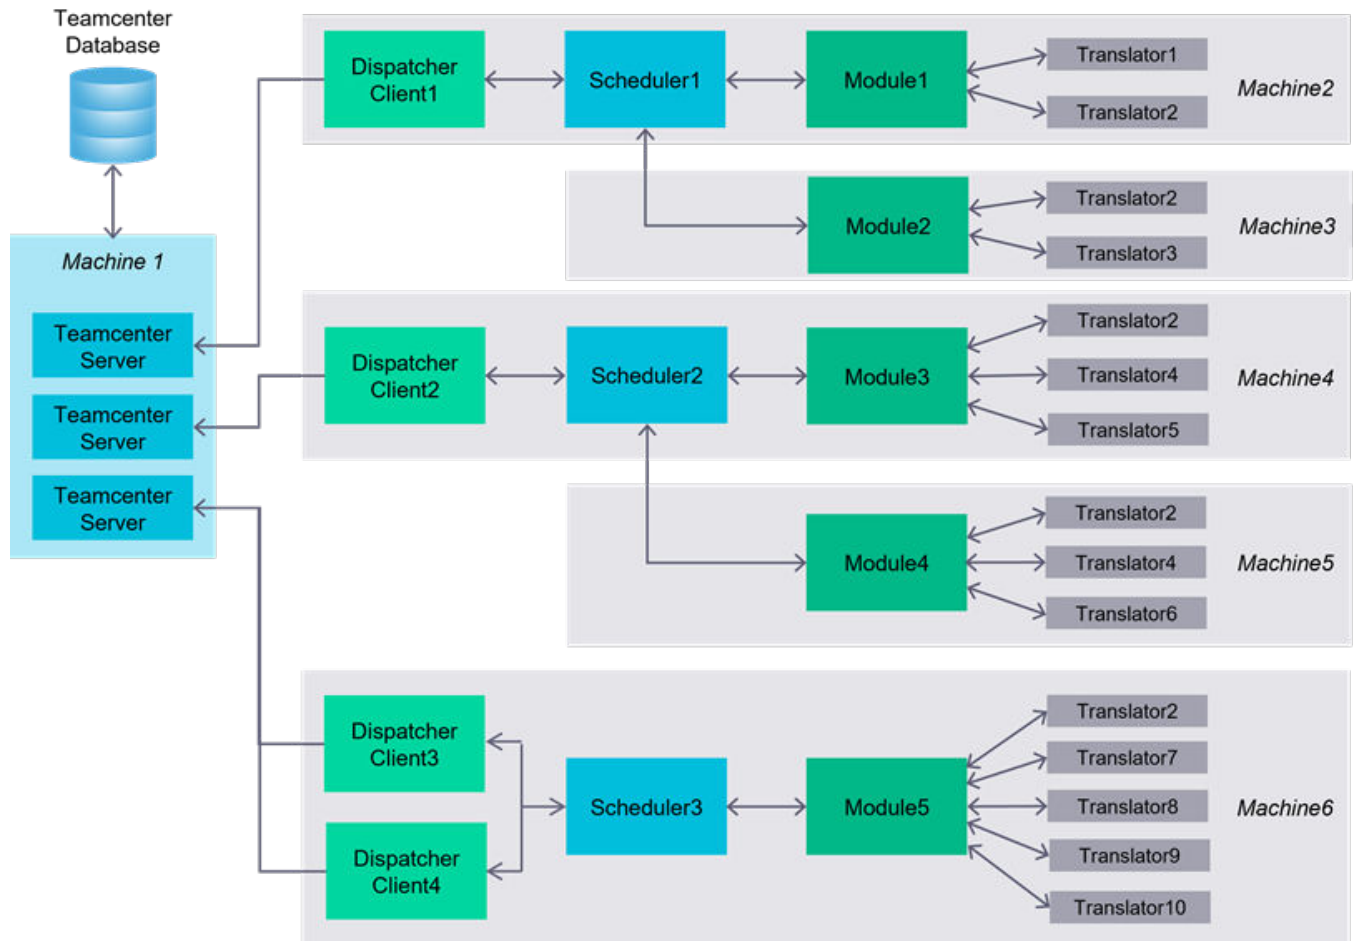 Teamcenter
Database
Machine 1
Teamcenter
Server
Teamcenter
Server
Teamcenter
Server
Dispatcher
Client1
Scheduler1
Module1
Translator1
Translator2
Machine2
Module2
Translator2
Translator3
Machine3
Dispatcher
Client2
Scheduler2
Module3
Translator2
Translator4
Translator5
Machine4
Module4
Translator2
Translator4
Translator6
Machine5
Dispatcher
Client3
Dispatcher
Client4
Scheduler3
Module5
Translator2
Translator7
Translator8
Translator9
Translator10
Machine6